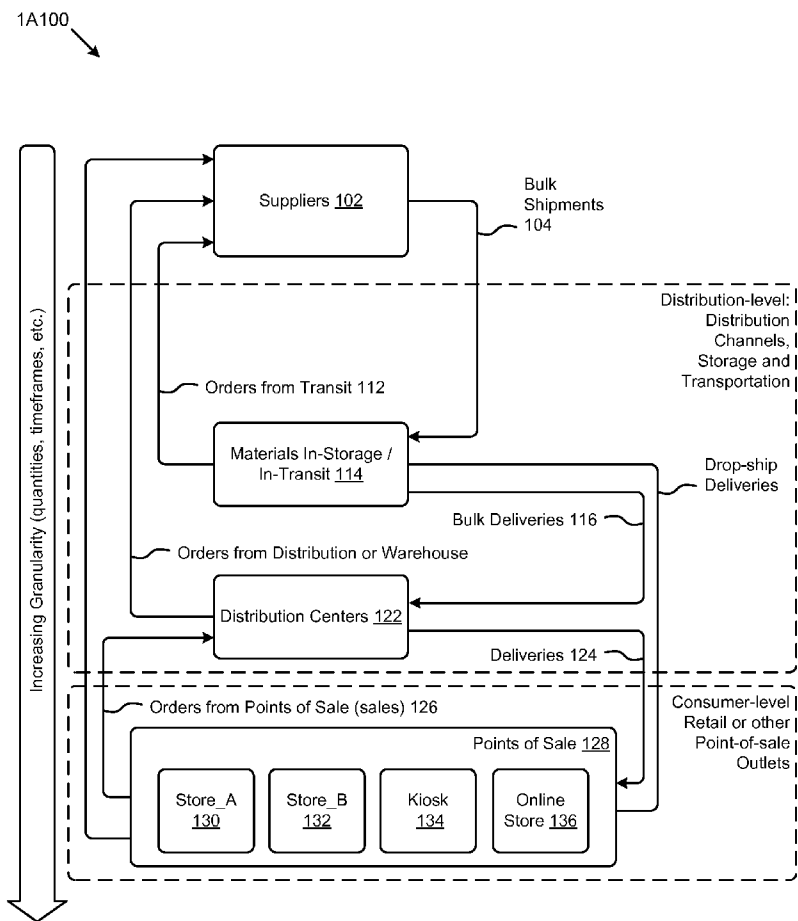 1A100
Suppliers 102
Bulk
Shipments
104
Distribution-level:
Distribution
Channels,
Storage and
Transportation
Increasing Granularity (quantities, timeframes, etc.)
Orders from Transit 112
Materials In-Storage /
In-Transit 114
Drop-ship
Deliveries
Bulk Deliveries 116
Orders from Distribution or Warehouse
Distribution Centers 122
Deliveries 124
Orders from Points of Sale (sales) 126
Consumer-level
Retail or other
Point-of-sale
Outlets
Points of Sale 128
Store_A
130
Store_B
132
Kiosk
134
Online
Store 136